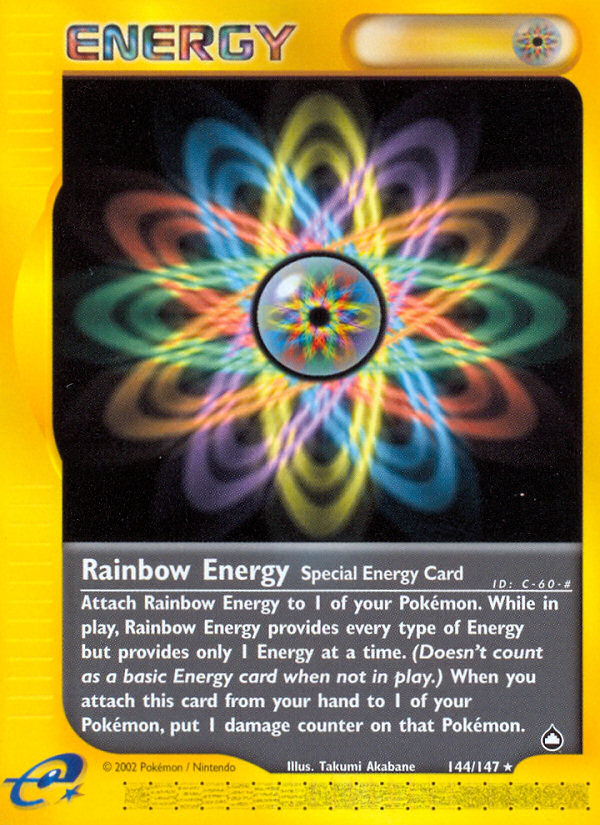 ENERGY
Rainbow Energy Special Energy Card
ID: C-60-#
Attach Rainbow Energy to 1 of your Pokémon. While in
play, Rainbow Energy provides every type of Energy
but provides only 1 Energy at a time. (Doesn't count
as a basic Energy card when not in play.) When you
attach this card from your hand to 1 of your
Pokémon, put 1 damage counter on that Pokémon.
© 2002 Pokémon / Nintendo Illus. Takumi Akabane 144/147 ★
e